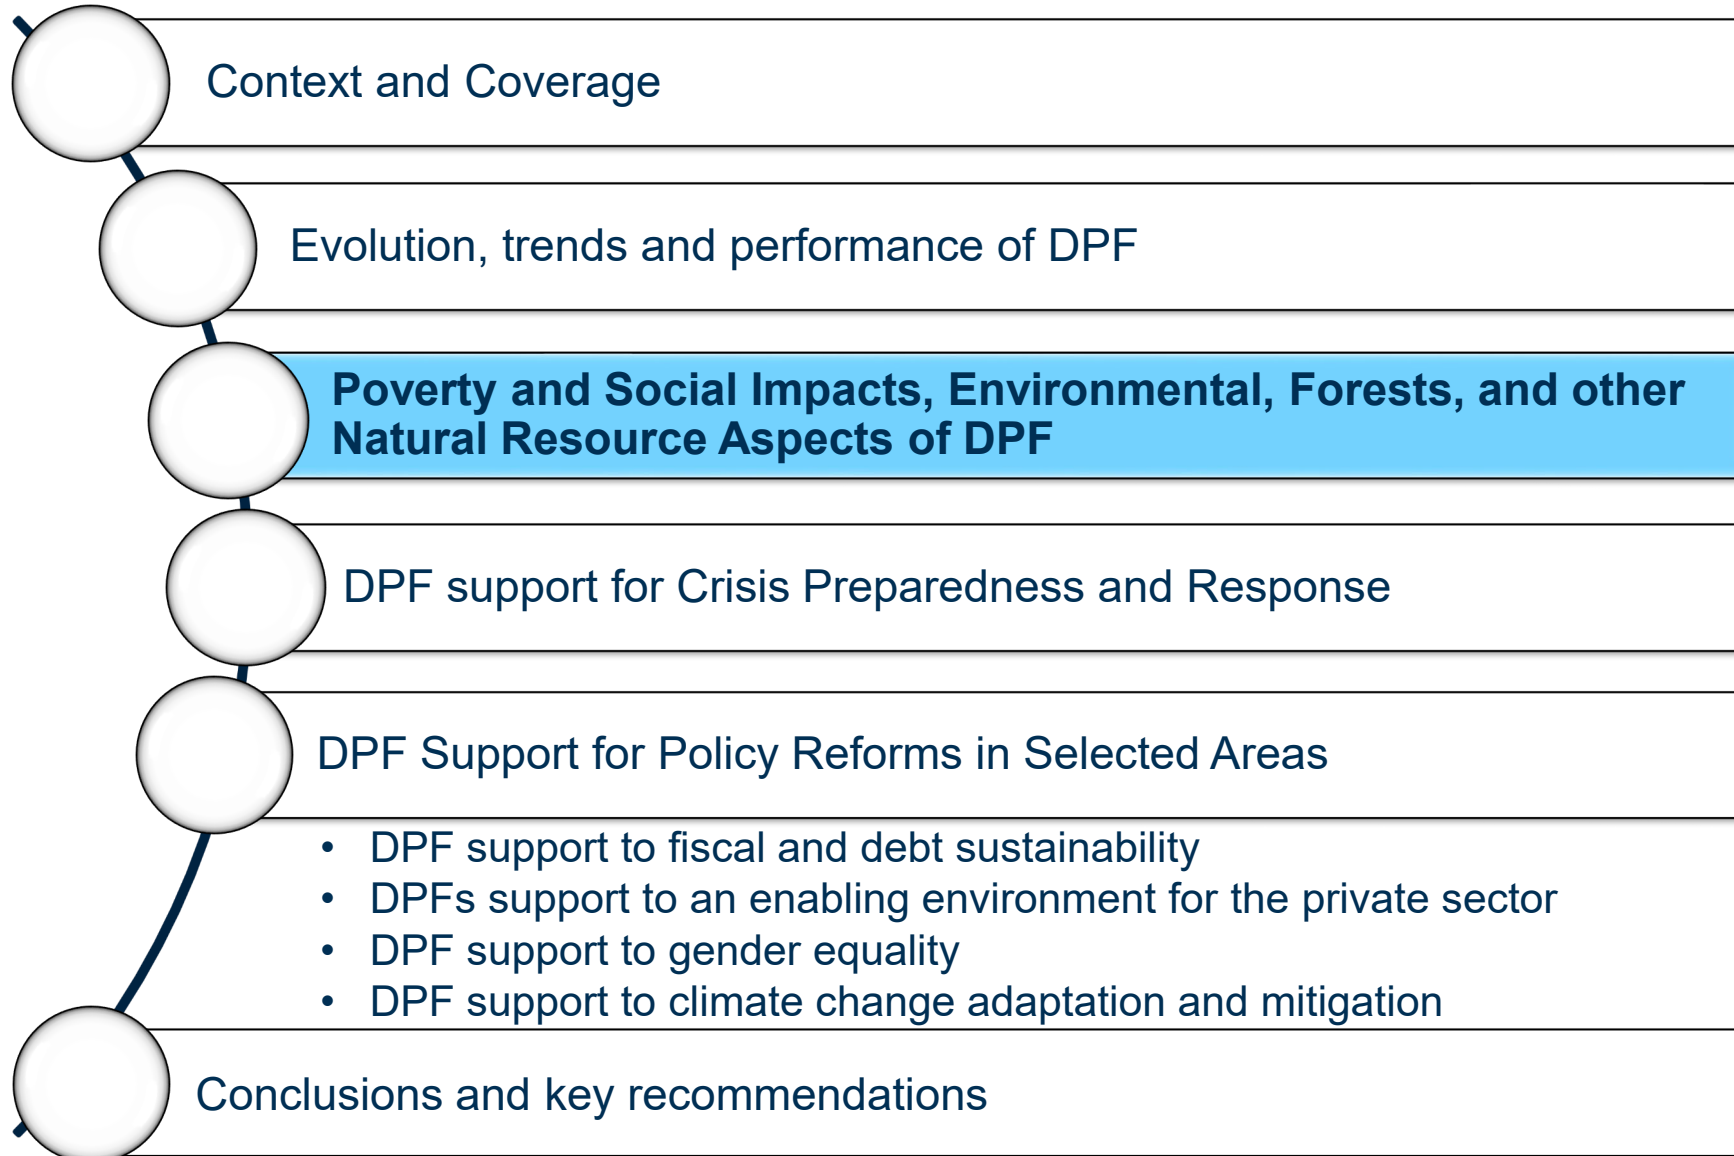 Context and Coverage
Evolution, trends and performance of DPF
Poverty and Social Impacts, Environmental, Forests, and other
Natural Resource Aspects of DPF
DPF support for Crisis Preparedness and Response
DPF Support for Policy Reforms in Selected Areas
• DPF support to fiscal and debt sustainability
• DPFs support to an enabling environment for the private sector
• DPF support to gender equality
• DPF support to climate change adaptation and mitigation
Conclusions and key recommendations